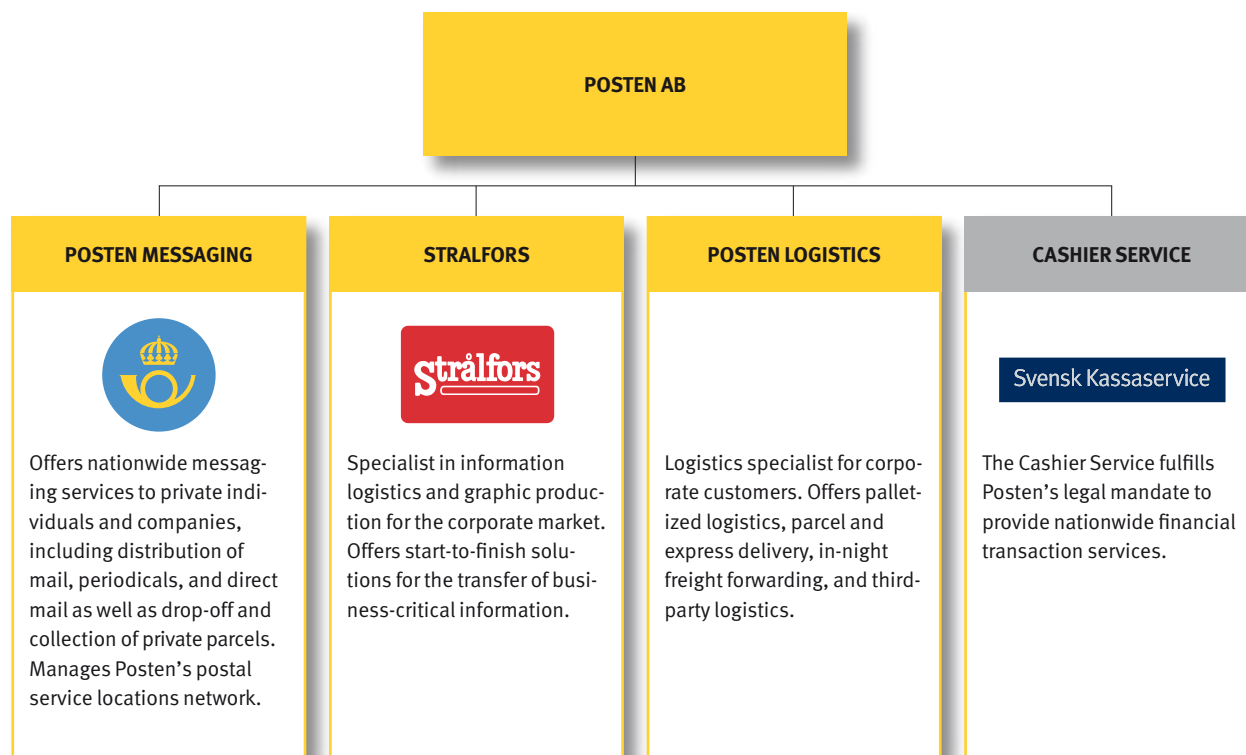 POSTEN AB
POSTEN MESSAGING
Offers nationwide messag-
ing services to private indi-
viduals and companies,
including distribution of
mail, periodicals, and direct
mail as well as drop-off and
collection of private parcels.
Manages Posten’s postal
service locations network.
STRALFORS
Strålfors
Specialist in information
logistics and graphic produc-
tion for the corporate market.
Offers start-to-finish solu-
tions for the transfer of busi-
ness-critical information.
POSTEN LOGISTICS
Logistics specialist for corpo-
rate customers. Offers pallet-
ized logistics, parcel and
express delivery, in-night
freight forwarding, and third-
party logistics.
CASHIER SERVICE
Svensk Kassaservice
The Cashier Service fulfills
Posten’s legal mandate to
provide nationwide financial
transaction services.